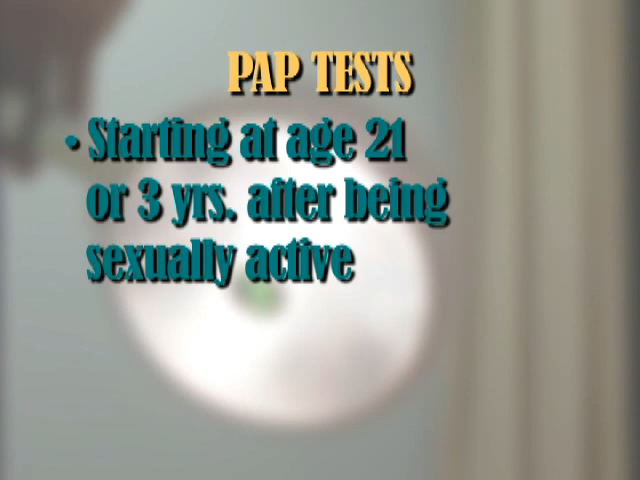 PAP TESTS
• Starting at age 21
or 3 yrs. after being
sexually active